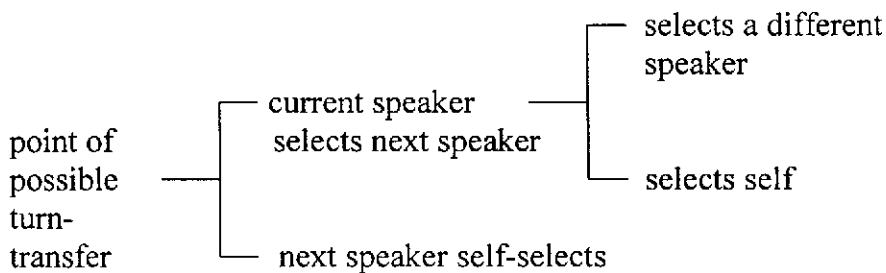 selects a different
speaker
current speaker
selects next speaker
point of
possible
turn-
transfer
selects self
next speaker self-selects